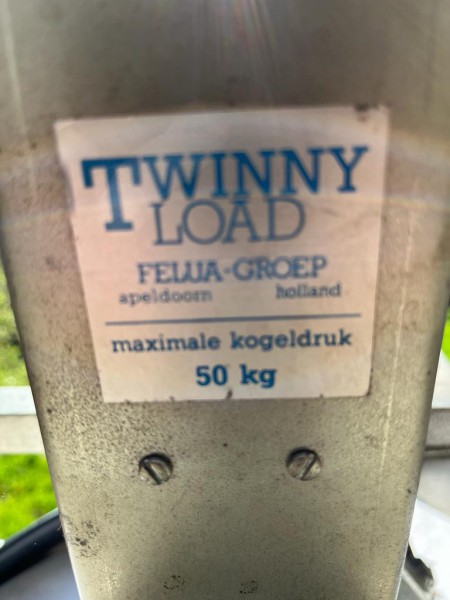 TWINNY
LOAD
FELUA-GROEP
apeldoorn holland
maximale kogeldruk
50 kg